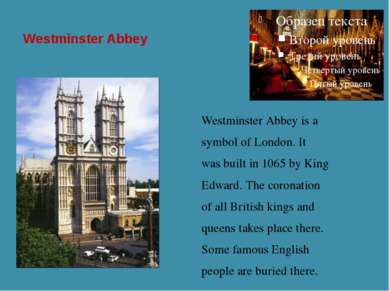 Westminster Abbey
Образец текста
Второй уровень
Третий уровень
Четвертый уровень
Пятый уровень
Westminster Abbey is a
symbol of London. It
was built in 1065 by King
Edward. The coronation
of all British kings and
queens takes place there.
Some famous English
people are buried there.